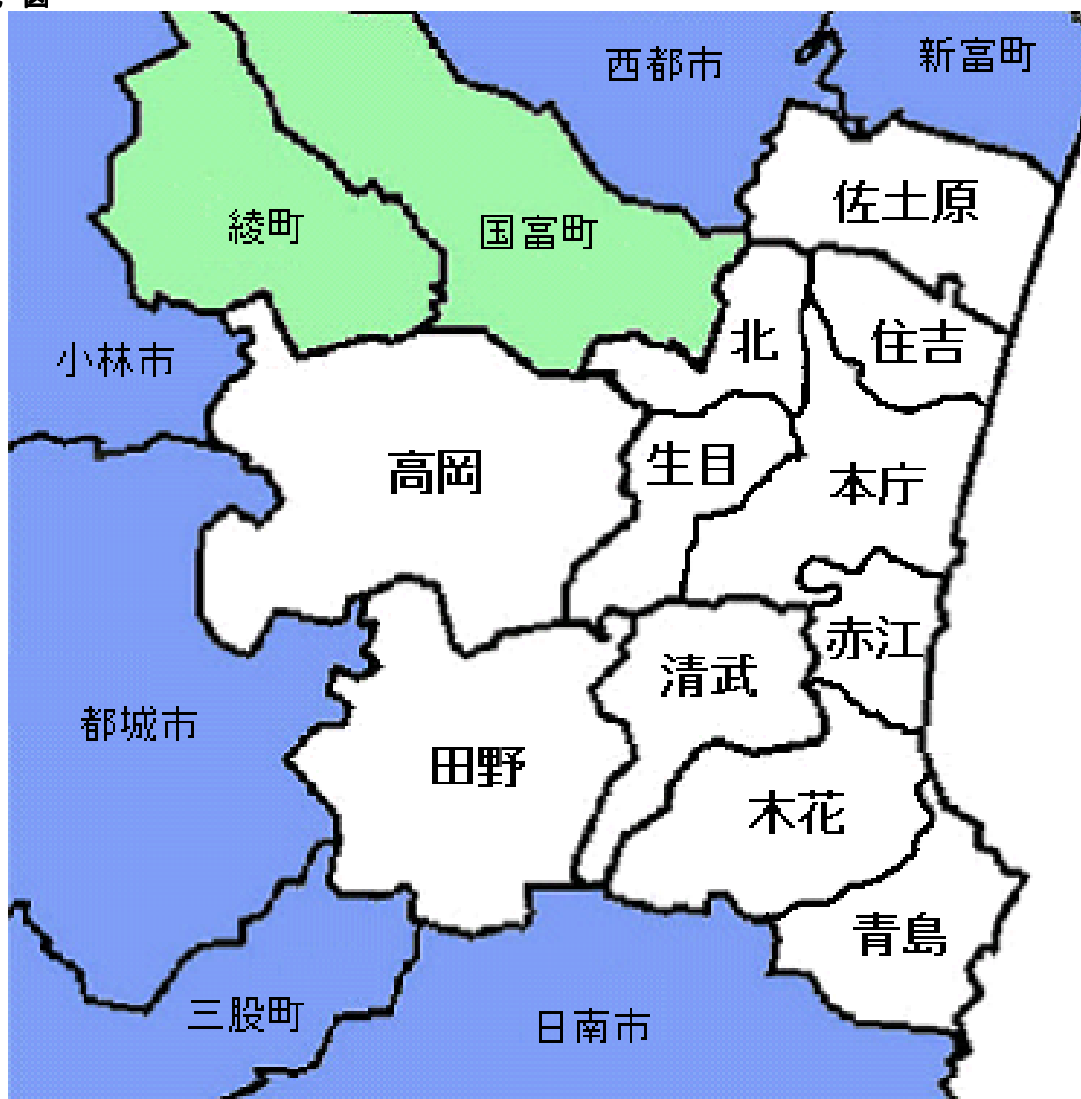 図
西都市
新富町
佐土原
綾町
国富町
北
住吉
小林市
高岡
生目
本庁
赤江
清武
都城市
田野
木花
青島
三股町
日南市